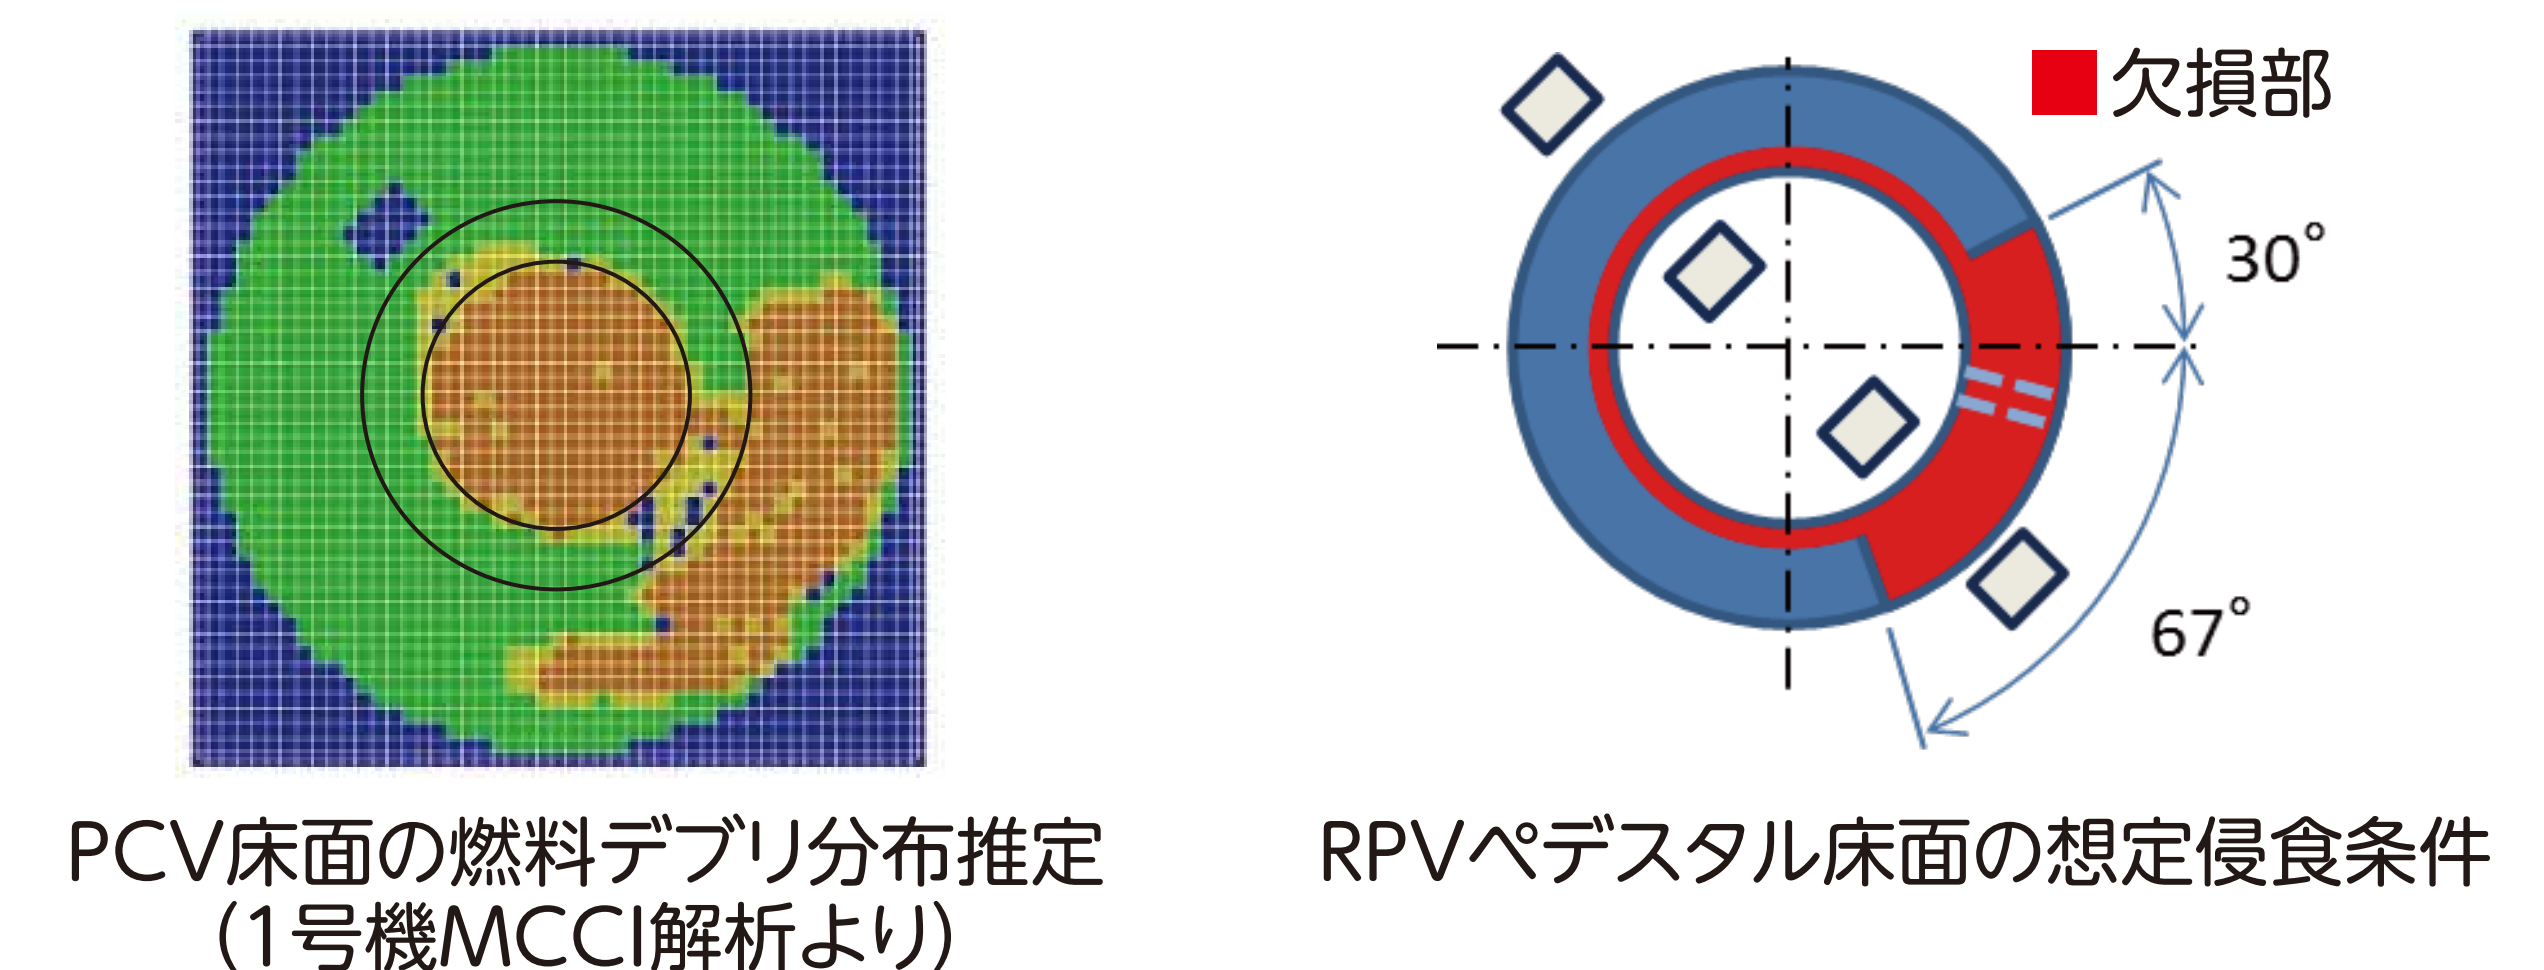 欠損部
30°
67°
PCV床面の燃料デブリ分布推定
(1号機MCCI解析より)
RPVペデスタル床面の想定侵食条件